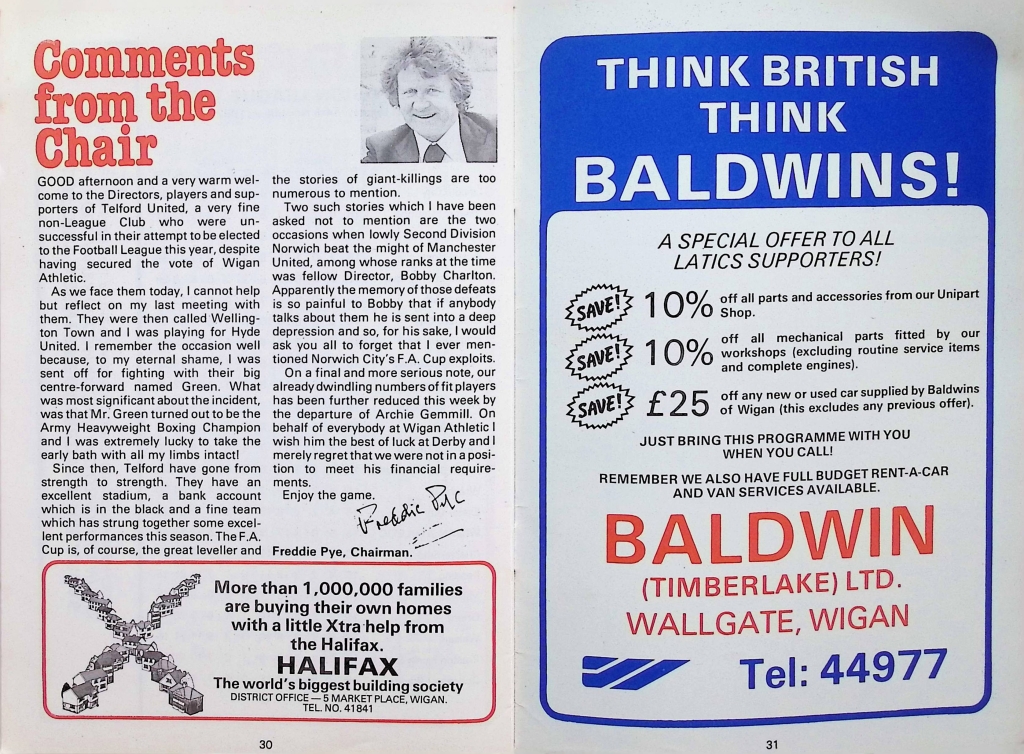 Comments
from the
Chair
GOOD afternoon and a very warm wel-
come to the Directors, players and sup-
porters of Telford United, a very fine
non-League Club who were un-
successful in their attempt to be elected
to the Football League this year, despite
having secured the vote of Wigan
Athletic.
As we face them today, I cannot help
but reflect on my last meeting with
them. They were then called Welling-
ton Town and I was playing for Hyde
United. I remember the occasion well
because, to my eternal shame, I was
sent off for fighting with their big
centre-forward named Green. What
was most significant about the incident,
was that Mr. Green turned out to be the
Army Heavyweight Boxing Champion
and I was extremely lucky to take the
early bath with all my limbs intact!
Since then, Telford have gone from
strength to strength. They have an
excellent stadium, a bank account
which is in the black and a fine team
which has strung together some excel-
lent performances this season. The F.A.
Cup is, of course, the great leveller and
the stories of giant-killings are too
numerous to mention.
Two such stories which I have been
asked not to mention are the two
occasions when lowly Second Division
Norwich beat the might of Manchester
United, among whose ranks at the time
was fellow Director, Bobby Charlton.
Apparently the memory of those defeats
is so painful to Bobby that if anybody
talks about them he is sent into a deep
depression and so, for his sake, I would
ask you all to forget that I ever men-
tioned Norwich City's F.A. Cup exploits.
On a final and more serious note, our
already dwindling numbers of fit players
has been further reduced this week by
the departure of Archie Gemmill. On
behalf of everybody at Wigan Athletic I
wish him the best of luck at Derby and I
merely regret that we were not in a posi-
tion to meet his financial require-
ments.
Enjoy the game.
Freddie Pye
Freddie Pye, Chairman.
More than 1,000,000 families
are buying their own homes
with a little Xtra help from
the Halifax.
HALIFAX
The world's biggest building society
DISTRICT OFFICE — 5 MARKET PLACE, WIGAN.
TEL. NO. 41841
30
THINK BRITISH
THINK
BALDWINS!
A SPECIAL OFFER TO ALL
LATICS SUPPORTERS!
SAVE! 10% off all parts and accessories from our Unipart
Shop.
SAVE! 10% off all mechanical parts fitted by our
workshops (excluding routine service items
and complete engines).
SAVE! £25 off any new or used car supplied by Baldwins
of Wigan (this excludes any previous offer).
JUST BRING THIS PROGRAMME WITH YOU
WHEN YOU CALL!
REMEMBER WE ALSO HAVE FULL BUDGET RENT-A-CAR
AND VAN SERVICES AVAILABLE.
BALDWIN
(TIMBERLAKE) LTD.
WALLGATE, WIGAN
Tel: 44977
31